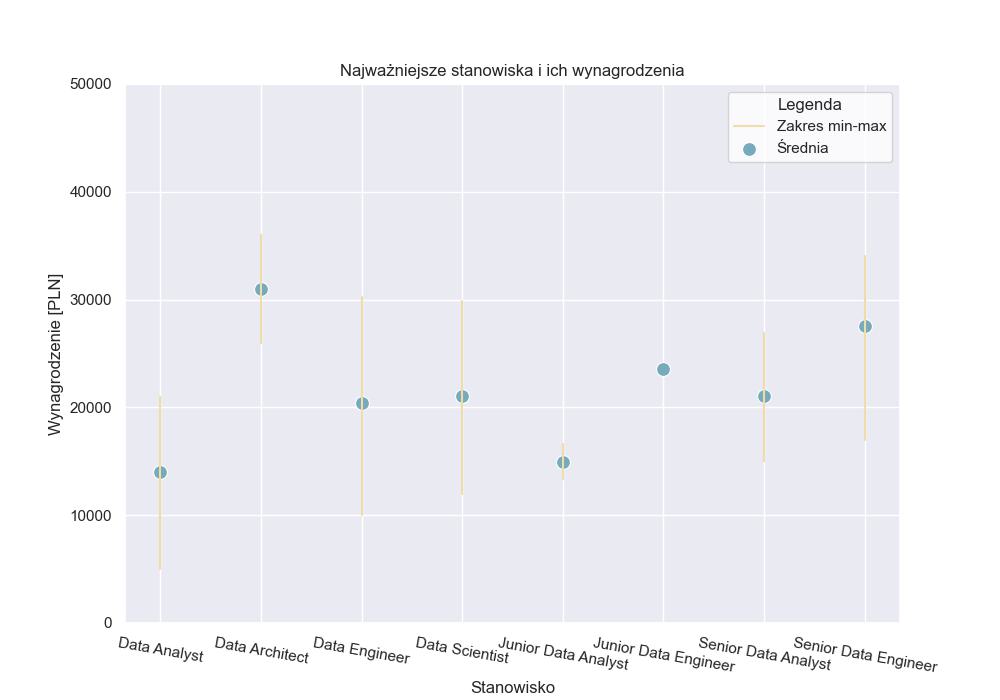 Najważniejsze stanowiska i ich wynagrodzenia
Legenda
Zakres min-max
Średnia
Wynagrodzenie [PLN]
50000
40000
30000
20000
10000
0
Data Analyst
Data Architect
Data Engineer
Data Scientist
Junior Data Analyst
Junior Data Engineer
Senior Data Analyst
Senior Data Engineer
Stanowisko